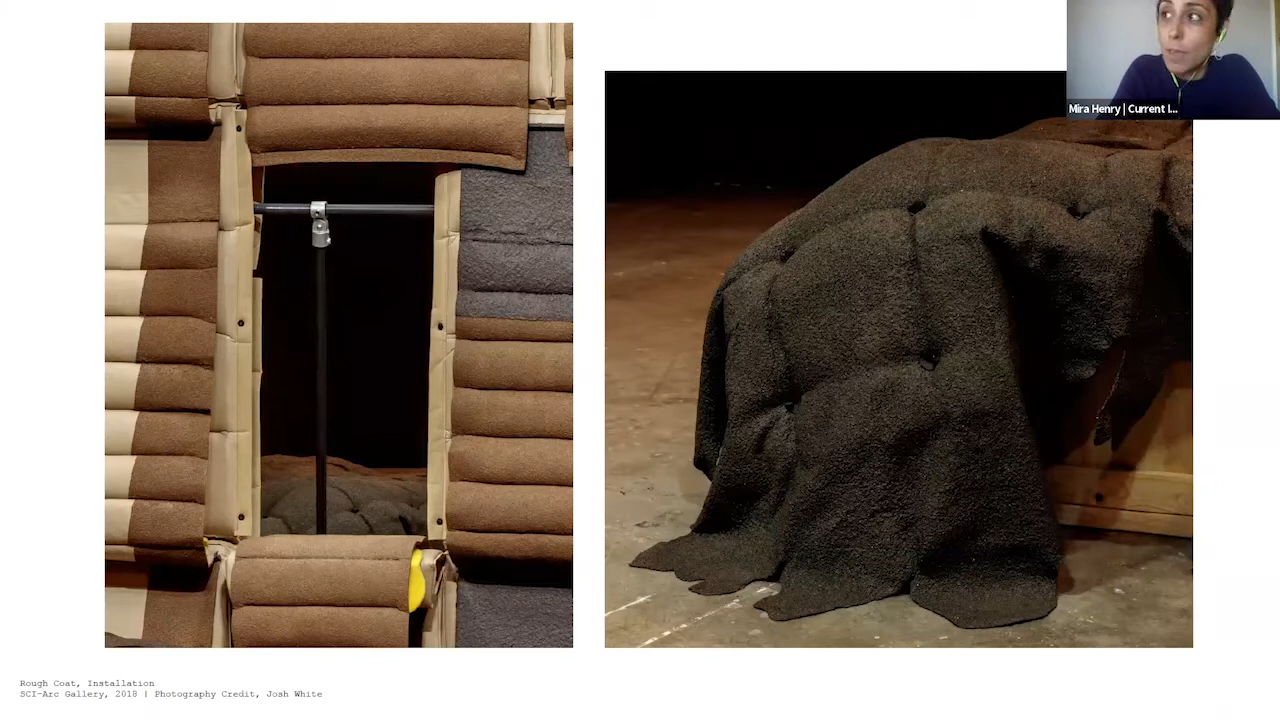 Mira Henry | Current I...
Rough Coat, Installation
SCI-Arc Gallery, 2018 | Photography Credit, Josh White